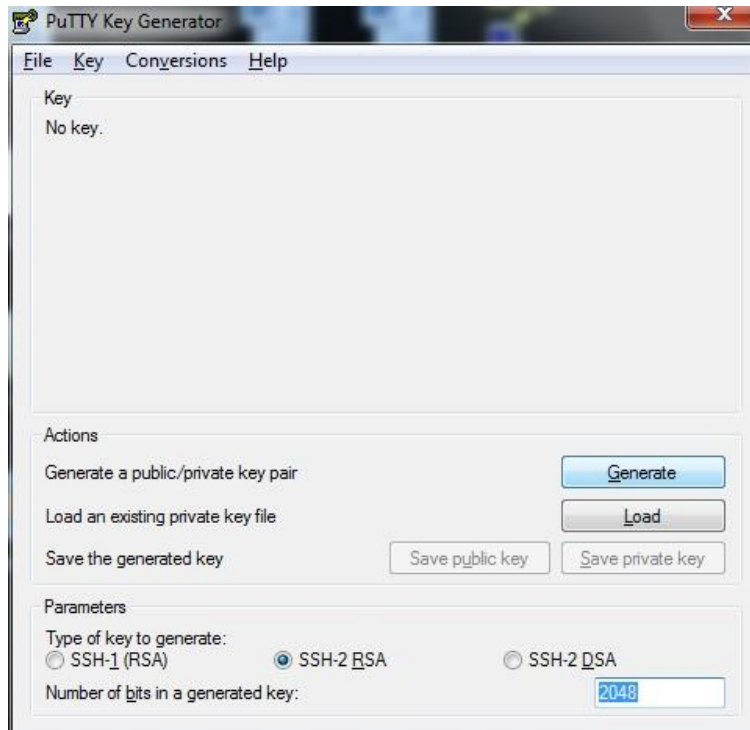 PuTTY Key Generator
File Key Conversions Help
Key
No key.
Actions
Generate a public/private key pair Generate
Load an existing private key file Load
Save the generated key Save public key Save private key
Parameters
Type of key to generate:
SSH-1 (RSA) SSH-2 RSA SSH-2 DSA
Number of bits in a generated key: 2048